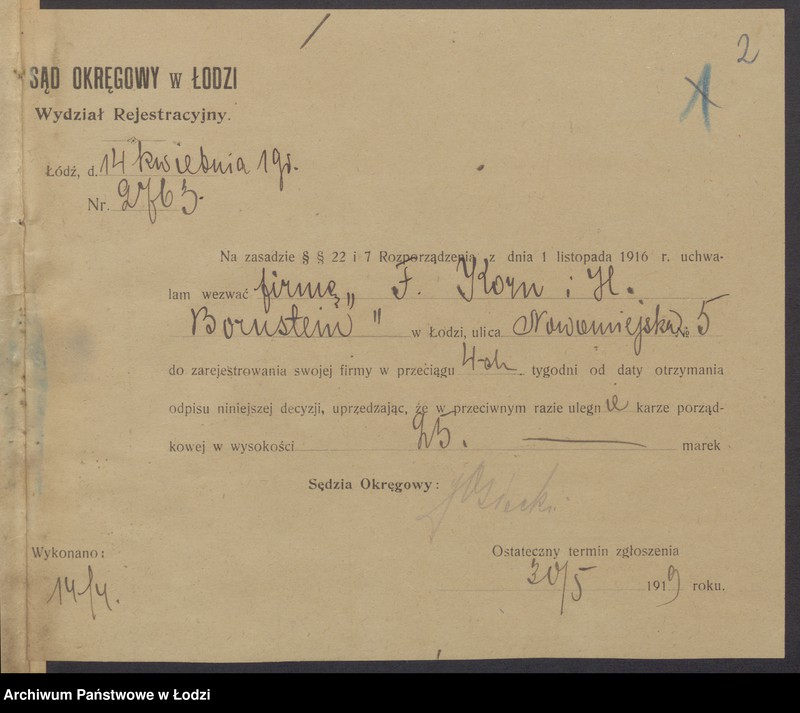 2
1
SĄD OKRĘGOWY w ŁODZI
Wydział Rejestracyjny.
Łódź, d. 14 kwietnia 19 r.
Nr. 2763.
Na zasadzie § § 22 i 7 Rozporządzenia z dnia 1 listopada 1916 r. uchwa-
lam wezwać firmę „F. Korn i H.
Bornstein" w Łodzi, ulica Nowomiejska № 5
do zarejestrowania swojej firmy w przeciągu 4-ch tygodni od daty otrzymania
odpisu niniejszej decyzji, uprzedzając, że w przeciwnym razie ulegnie karze porząd-
kowej w wysokości 25. — marek
Sędzia Okręgowy:
Wykonano: Ostateczny termin zgłoszenia
14/4. 30/5 1919 roku.
Archiwum Państwowe w Łodzi